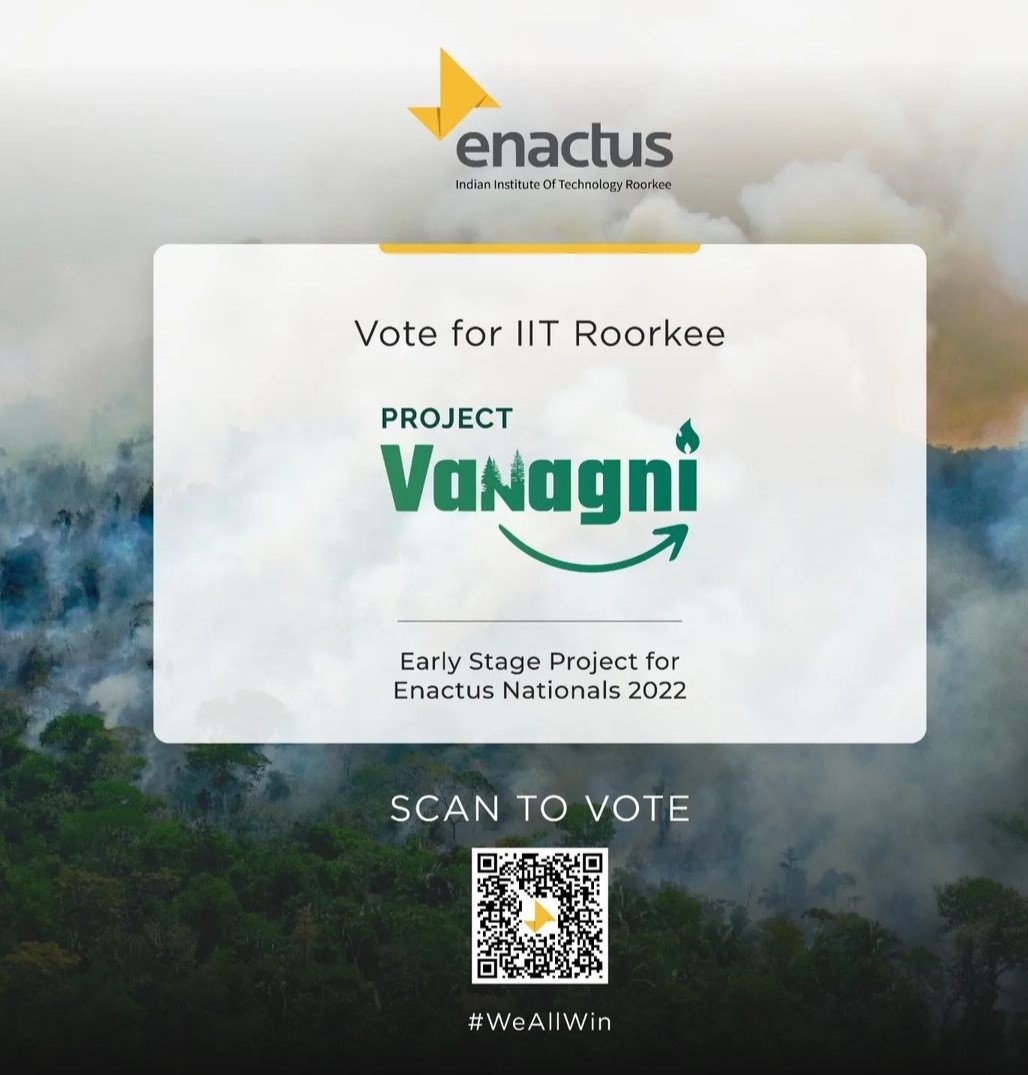 enactus
Indian Institute Of Technology Roorkee
Vote for IIT Roorkee
PROJECT
VaNagni
Early Stage Project for
Enactus Nationals 2022
SCAN TO VOTE
#WeAllWin